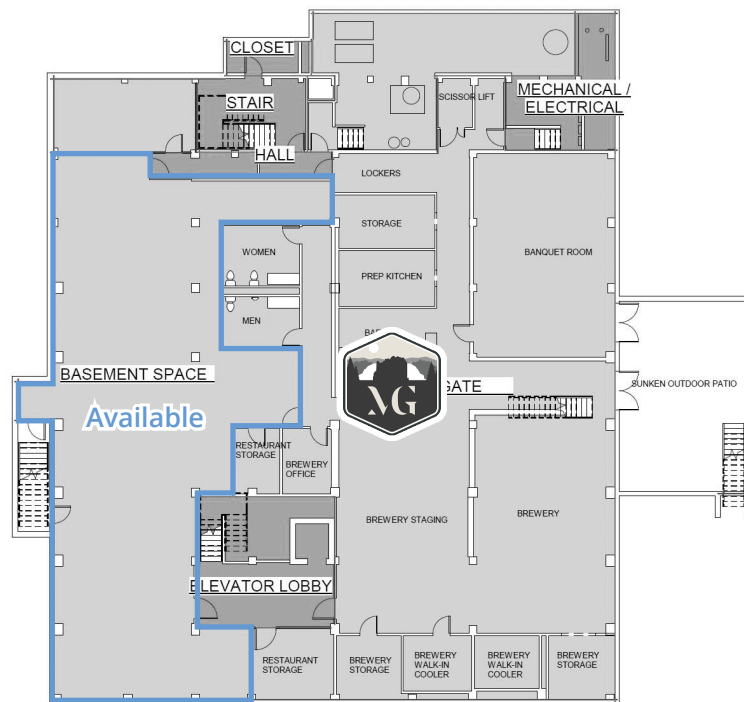 CLOSET
STAIR
SCISSOR LIFT
MECHANICAL /
ELECTRICAL
HALL
LOCKERS
STORAGE
WOMEN
BANQUET ROOM
PREP KITCHEN
MEN
BASEMENT SPACE
Available
MG
GATE
SUNKEN OUTDOOR PATIO
RESTAURANT
STORAGE
BREWERY
OFFICE
BREWERY STAGING
BREWERY
ELEVATOR LOBBY
RESTAURANT
STORAGE
BREWERY
STORAGE
BREWERY
WALK-IN
COOLER
BREWERY
WALK-IN
COOLER
BREWERY
STORAGE